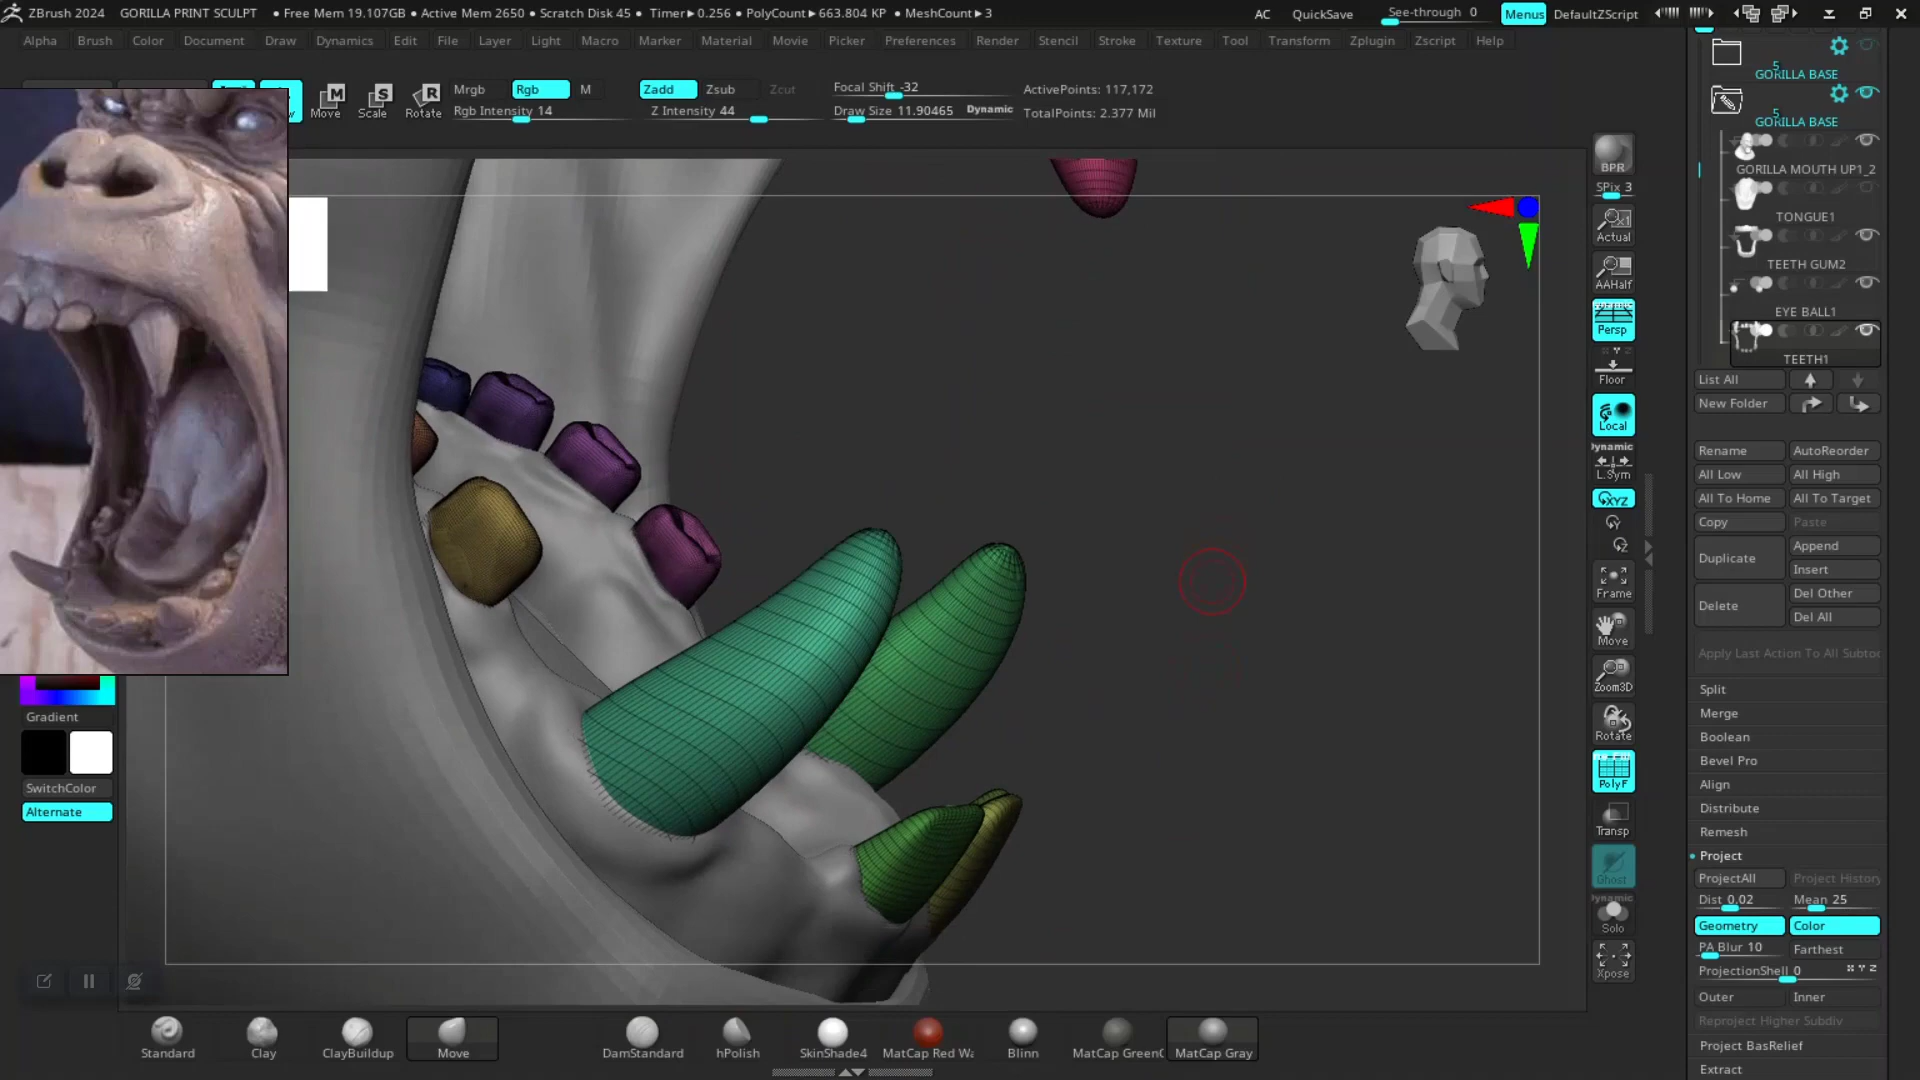 ZBrush 2024 GORILLA PRINT SCULPT • Free Mem 19.107GB • Active Mem 2650 • Scratch Disk 45 • Timer▸0.256 • PolyCount▸663.804 KP • MeshCount▸3 AC QuickSave See-through 0 Menus DefaultZScript
Alpha Brush Color Document Draw Dynamics Edit File Layer Light Macro Marker Material Movie Picker Preferences Render Stencil Stroke Texture Tool Transform Zplugin Zscript Help
Move Scale Rotate
Mrgb Rgb M
Rgb Intensity 14
Zadd Zsub Zcut
Z Intensity 44
Focal Shift -32
Draw Size 11.90465 Dynamic
ActivePoints: 117,172
TotalPoints: 2.377 Mil
Gradient
SwitchColor
Alternate
BPR
SPix 3
Actual
AAHalf
Persp
Floor
Local
Dynamic
L.Sym
XYZ
Frame
Move
Zoom3D
Rotate
PolyF
Transp
Ghost
Dynamic
Solo
Xpose
5
GORILLA BASE
5
GORILLA BASE
GORILLA MOUTH UP1_2
TONGUE1
TEETH GUM2
EYE BALL1
TEETH1
List All
New Folder
Rename AutoReorder
All Low All High
All To Home All To Target
Copy Paste
Duplicate Append
Insert
Delete Del Other
Del All
Apply Last Action To All Subtoo
Split
Merge
Boolean
Bevel Pro
Align
Distribute
Remesh
Project
ProjectAll Project History
Dist 0.02 Mean 25
Geometry Color
PA Blur 10 Farthest
ProjectionShell 0 X Y Z
Outer Inner
Reproject Higher Subdiv
Project BasRelief
Extract
Standard Clay ClayBuildup Move DamStandard hPolish SkinShade4 MatCap Red Wa Blinn MatCap GreenC MatCap Gray